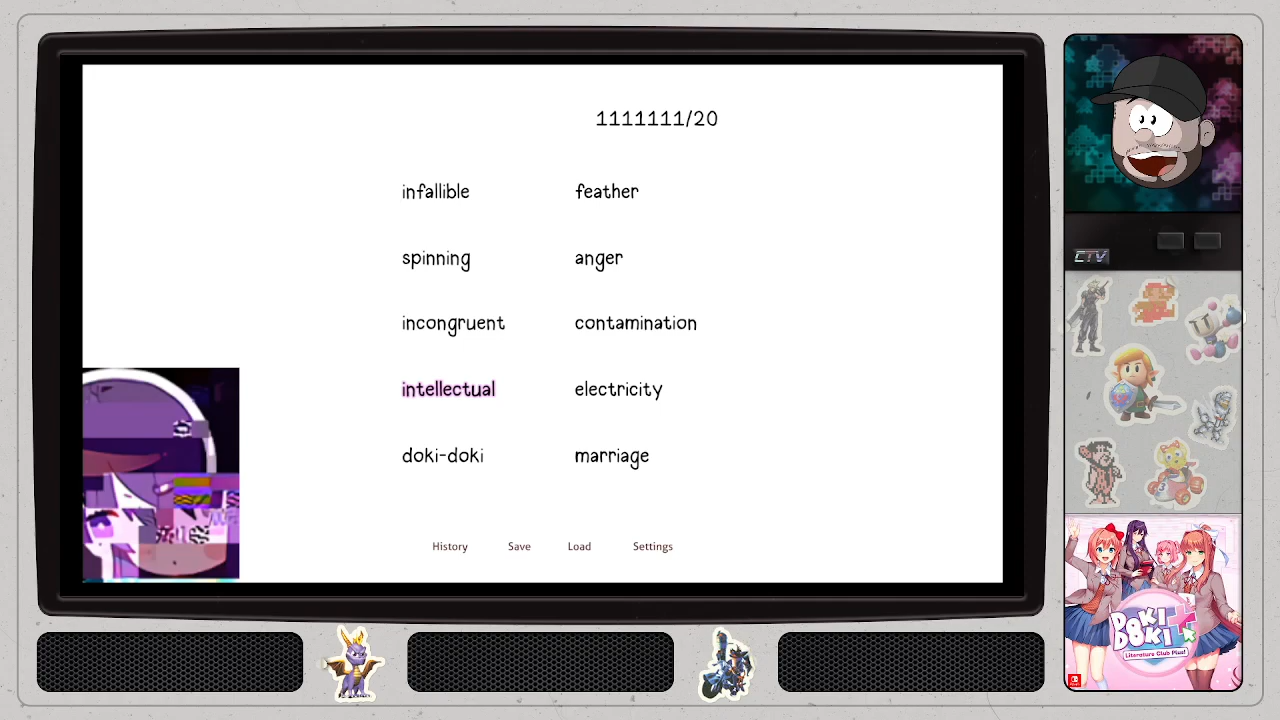 1111111/20
infallible feather
spinning anger
incongruent contamination
intellectual electricity
doki-doki marriage
History Save Load Settings
CTV
DOKI
DOKI
Literature Club Plus!